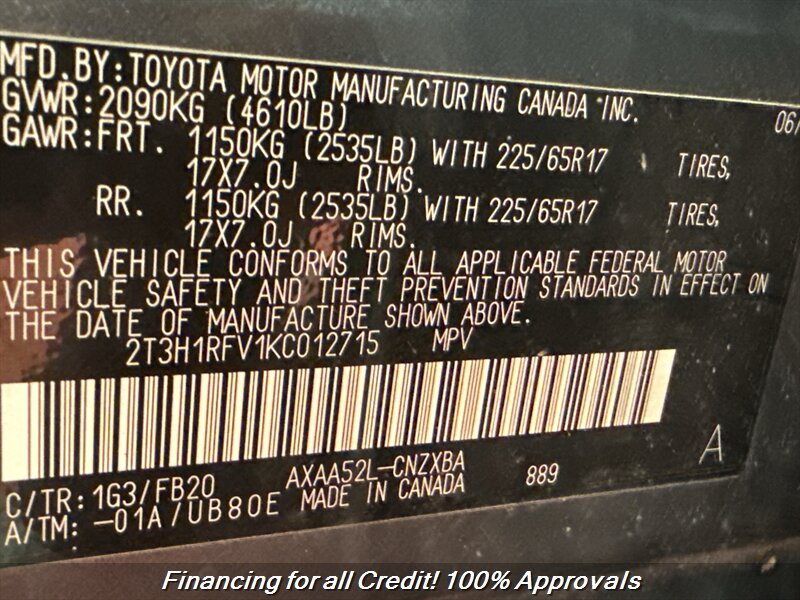 MFD.BY:TOYOTA MOTOR MANUFACTURING CANADA INC. 06/
GVWR:2090KG (4610LB)
GAWR:FRT. 1150KG (2535LB) WITH 225/65R17 TIRES,
17X7.0J RIMS.
RR. 1150KG (2535LB) WITH 225/65R17 TIRES,
17X7.0J RIMS.
THIS VEHICLE CONFORMS TO ALL APPLICABLE FEDERAL MOTOR
VEHICLE SAFETY AND THEFT PREVENTION STANDARDS IN EFFECT ON
THE DATE OF MANUFACTURE SHOWN ABOVE.
2T3H1RFV1KC012715 MPV
A
C/TR:1G3/FB20 AXAA52L-CNZXBA 889
A/TM: -01A/UB80E MADE IN CANADA
Financing for all Credit! 100% Approvals